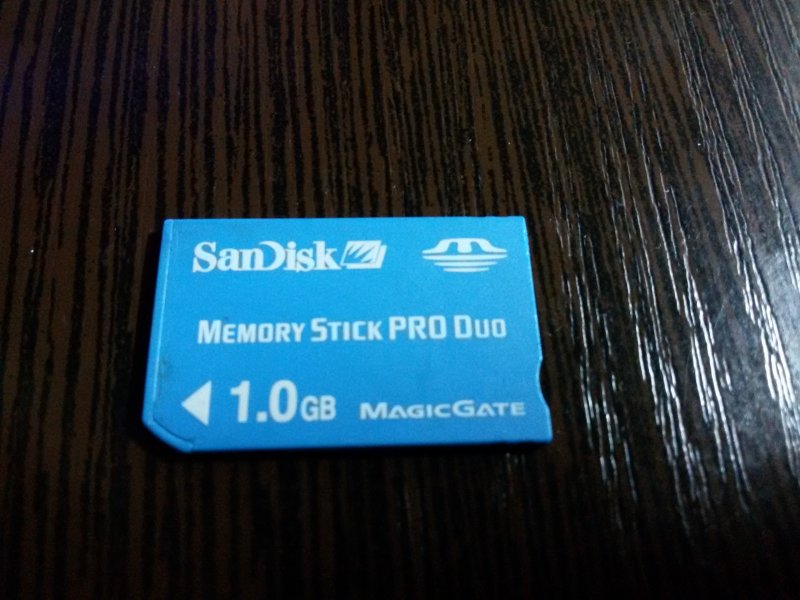 SanDisk
MEMORY STICK PRO DUO
1.0GB MAGICGATE